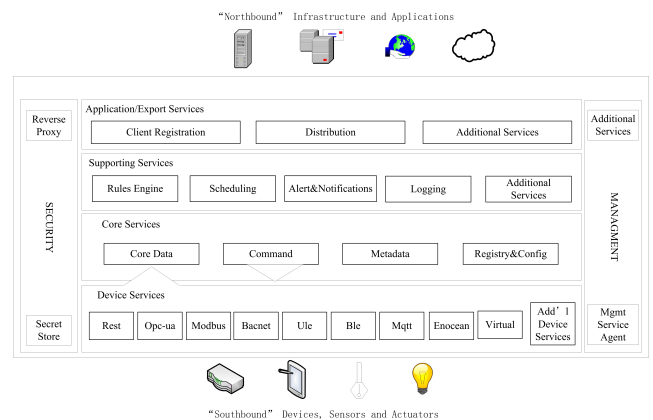 “Northbound” Infrastructure and Applications
Reverse
Proxy
SECURITY
Secret
Store
Application/Export Services
Client Registration
Distribution
Additional Services
Supporting Services
Rules Engine
Scheduling
Alert&Notifications
Logging
Additional
Services
Core Services
Core Data
Command
Metadata
Registry&Config
Device Services
Rest
Opc-ua
Modbus
Bacnet
Ule
Ble
Mqtt
Enocean
Virtual
Add’l
Device
Services
Additional
Services
MANAGMENT
Mgmt
Service
Agent
“Southbound” Devices, Sensors and Actuators